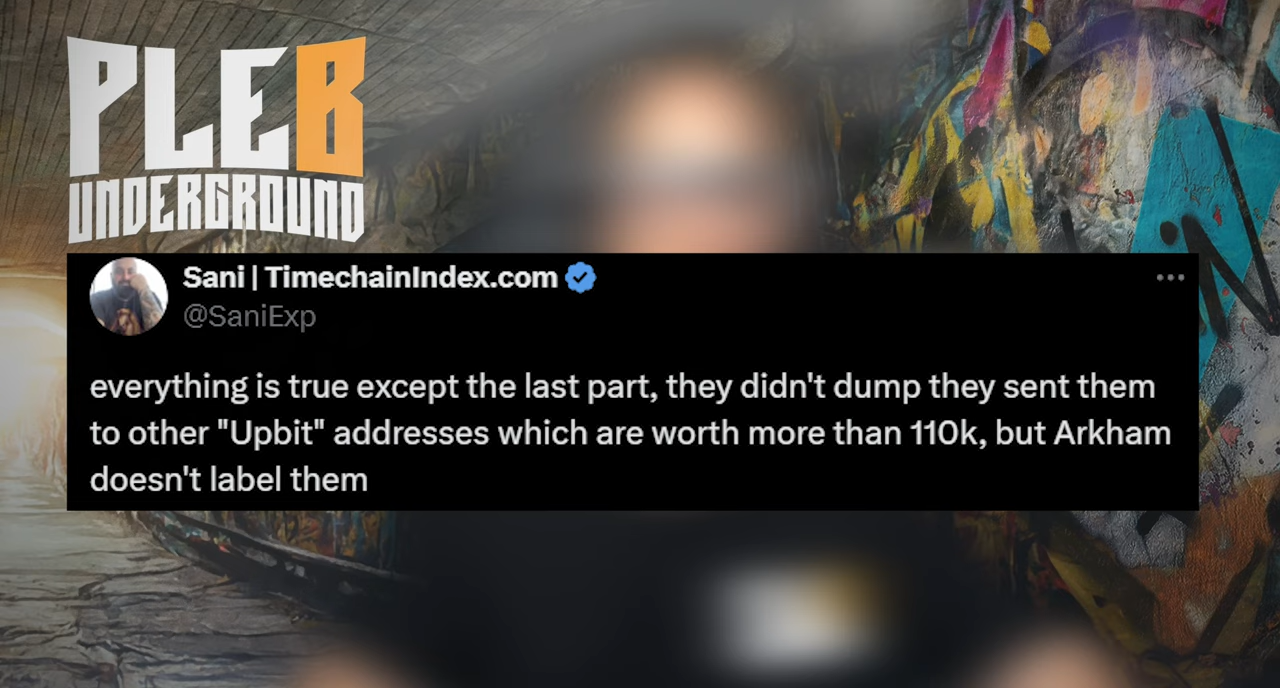 PLEB
UNDERGROUND
Sani | TimechainIndex.com
@SaniExp
everything is true except the last part, they didn't dump they sent them
to other "Upbit" addresses which are worth more than 110k, but Arkham
doesn't label them